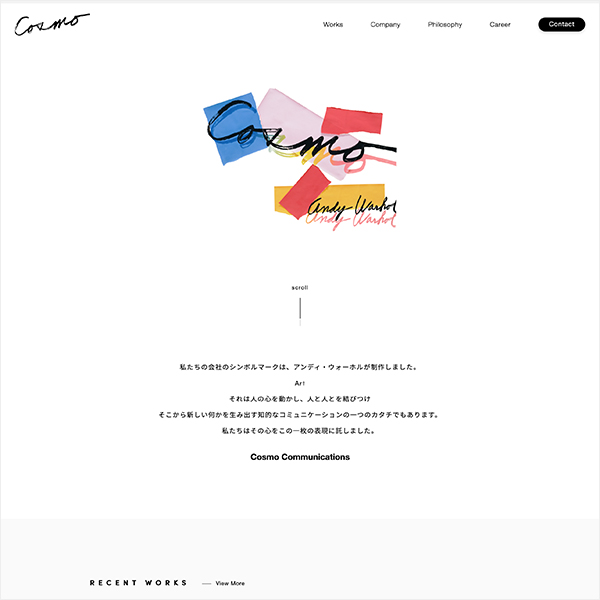 Cosmo
Works Company Philosophy Career Contact
Cosmo
Andy Warhol
Andy Warhol
scroll
私たちの会社のシンボルマークは、アンディ・ウォーホルが制作しました。
Art
それは人の心を動かし、人と人とを結びつけ
そこから新しい何かを生み出す知的なコミュニケーションの一つのカタチでもあります。
私たちはその心をこの一枚の表現に託しました。
Cosmo Communications
RECENT WORKS View More